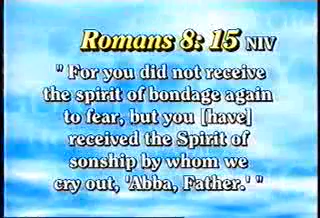 Romans 8: 15 NIV
" For you did not receive
the spirit of bondage again
to fear, but you [have]
received the Spirit of
sonship by whom we
cry out, 'Abba, Father.' "